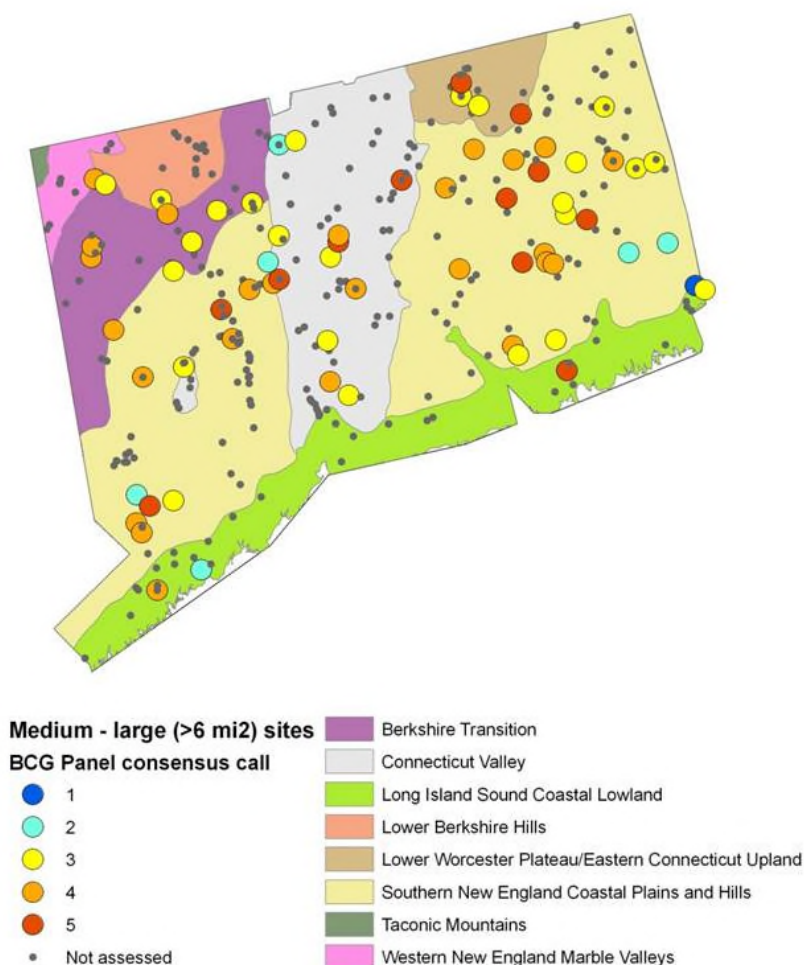 Medium - large (>6 mi2) sites
BCG Panel consensus call
1
2
3
4
5
Not assessed
Berkshire Transition
Connecticut Valley
Long Island Sound Coastal Lowland
Lower Berkshire Hills
Lower Worcester Plateau/Eastern Connecticut Upland
Southern New England Coastal Plains and Hills
Taconic Mountains
Western New England Marble Valleys